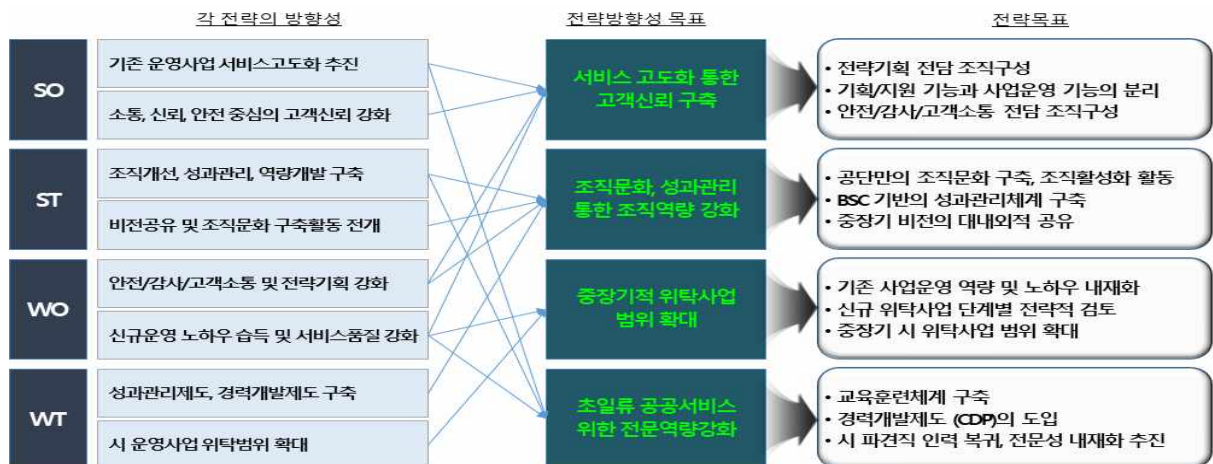 각 전략의 방향성
전략방향성 목표
전략목표
SO
기존 운영사업 서비스고도화 추진
소통, 신뢰, 안전 중심의 고객신뢰 강화
서비스 고도화 통한
고객신뢰 구축
• 전략기획 전담 조직구성
• 기획/지원 기능과 사업운영 기능의 분리
• 안전/감사/고객소통 전담 조직구성
ST
조직개선, 성과관리, 역량개발 구축
비전공유 및 조직문화 구축활동 전개
조직문화, 성과관리
통한 조직역량 강화
• 공단만의 조직문화 구축, 조직활성화 활동
• BSC 기반의 성과관리체계 구축
• 중장기 비전의 대내외적 공유
WO
안전/감사/고객소통 및 전략기획 강화
신규운영 노하우 습득 및 서비스품질 강화
중장기적 위탁사업
범위 확대
• 기존 사업운영 역량 및 노하우 내재화
• 신규 위탁사업 단계별 전략적 검토
• 중장기 시 위탁사업 범위 확대
WT
성과관리제도, 경력개발제도 구축
시 운영사업 위탁범위 확대
초일류 공공서비스
위한 전문역량강화
• 교육훈련체계 구축
• 경력개발제도 (CDP)의 도입
• 시 파견직 인력 복귀, 전문성 내재화 추진